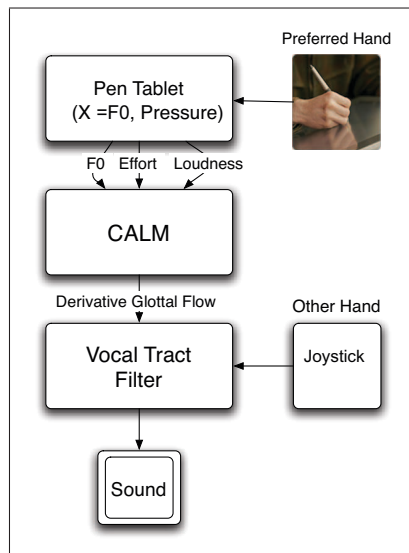 Preferred Hand
Pen Tablet
(X =F0, Pressure)
F0 Effort Loudness
CALM
Derivative Glottal Flow
Other Hand
Vocal Tract
Filter
Joystick
Sound